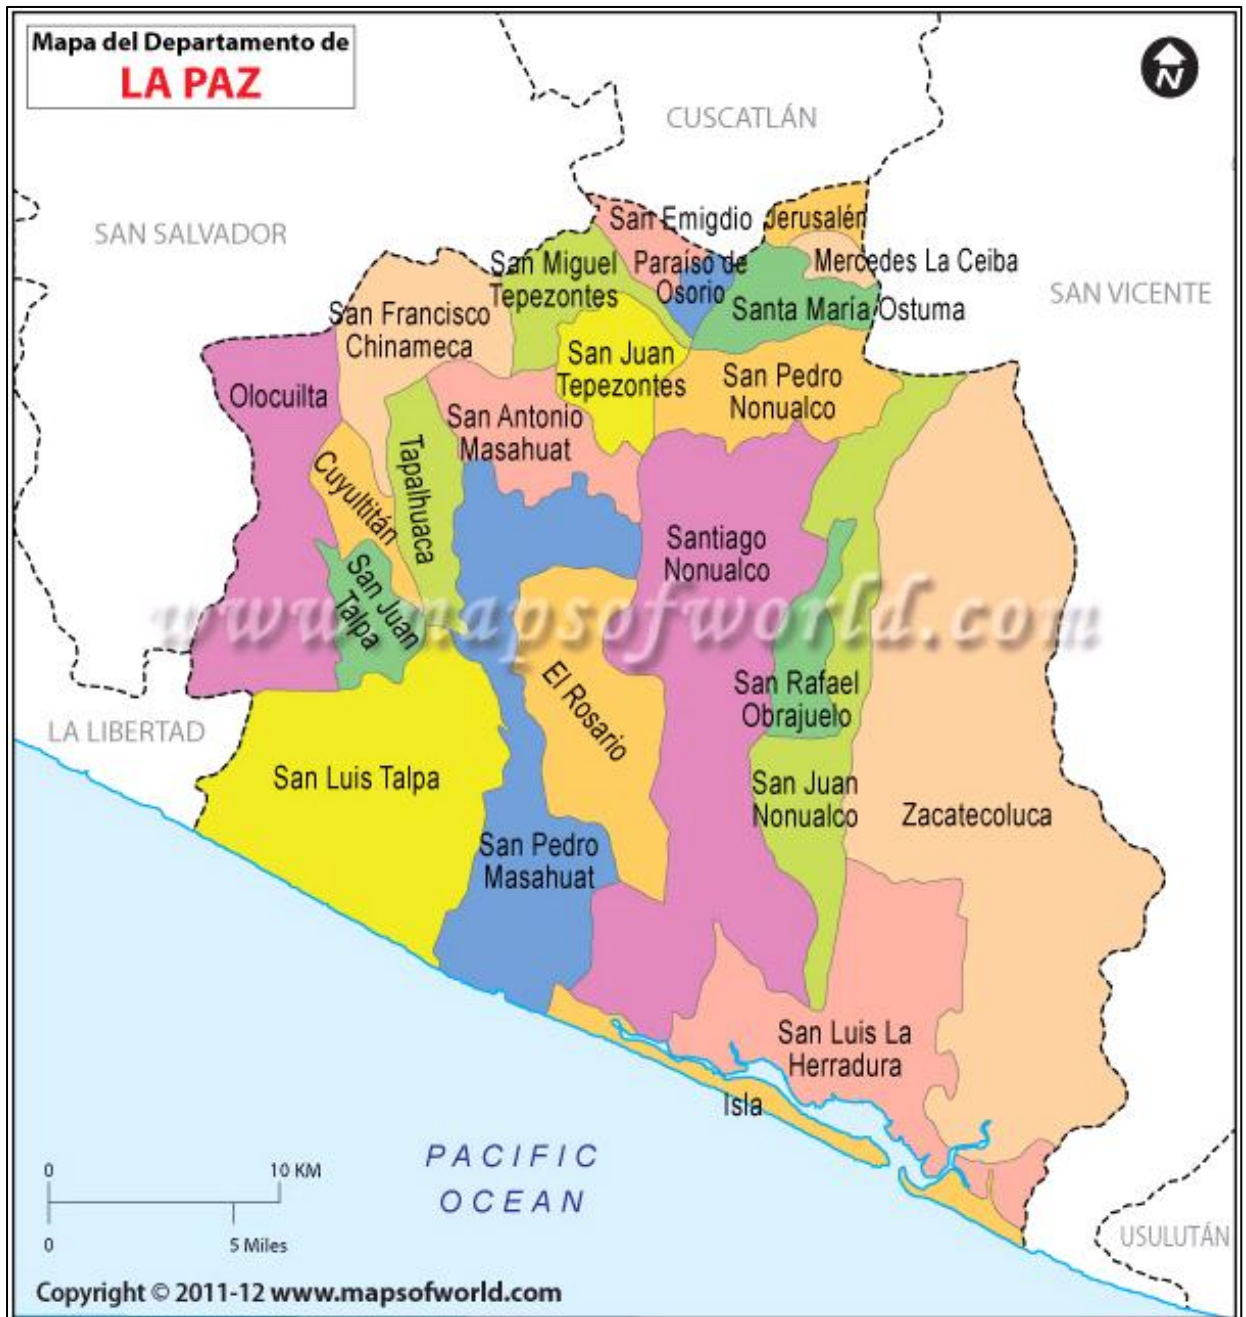 Mapa del Departamento de
LA PAZ
N
CUSCATLÁN
SAN SALVADOR
SAN VICENTE
San Emigdio
Jerusalén
San Miguel
Tepezontes
Paraíso de
Osorio
Mercedes La Ceiba
Santa María Ostuma
San Francisco
Chinameca
San Juan
Tepezontes
San Pedro
Nonualco
Olocuilta
San Antonio
Masahuat
Tapalhuaca
Cuyultitán
San Juan
Talpa
Santiago
Nonualco
www.mapsofworld.com
El Rosario
San Rafael
Obrajuelo
LA LIBERTAD
San Luis Talpa
San Juan
Nonualco
Zacatecoluca
San Pedro
Masahuat
San Luis La
Herradura
Isla
PACIFIC
OCEAN
0 10 KM
0 5 Miles
USULUTÁN
Copyright © 2011-12 www.mapsofworld.com